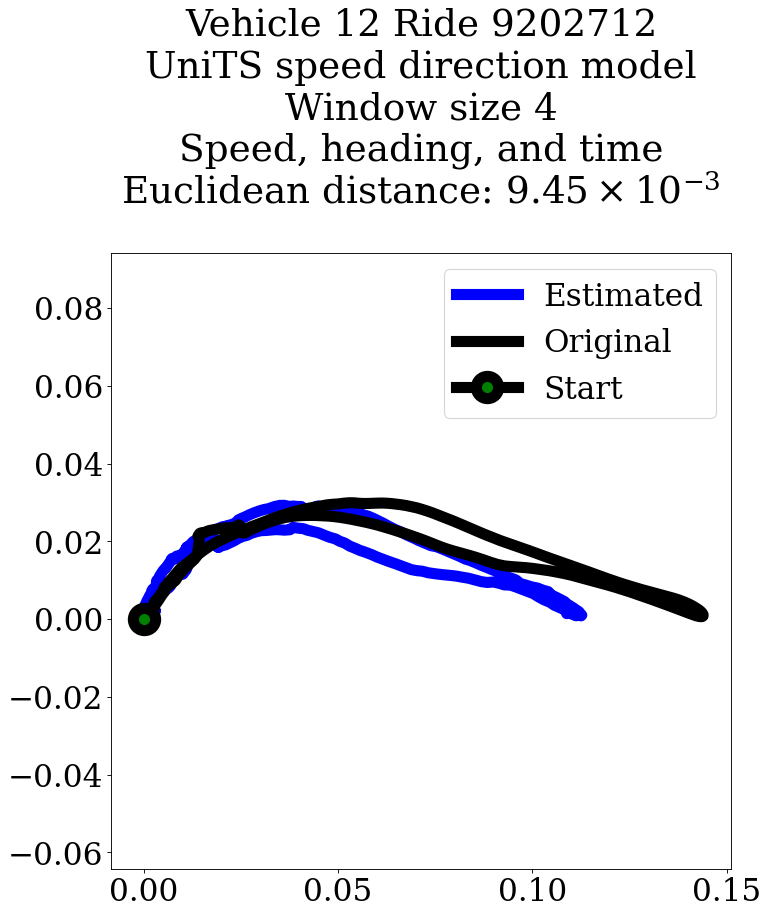 Vehicle 12 Ride 9202712
UniTS speed direction model
Window size 4
Speed, heading, and time
Euclidean distance: 9.45 × 10⁻³
Estimated
Original
Start
0.08
0.06
0.04
0.02
0.00
−0.02
−0.04
−0.06
0.00 0.05 0.10 0.15